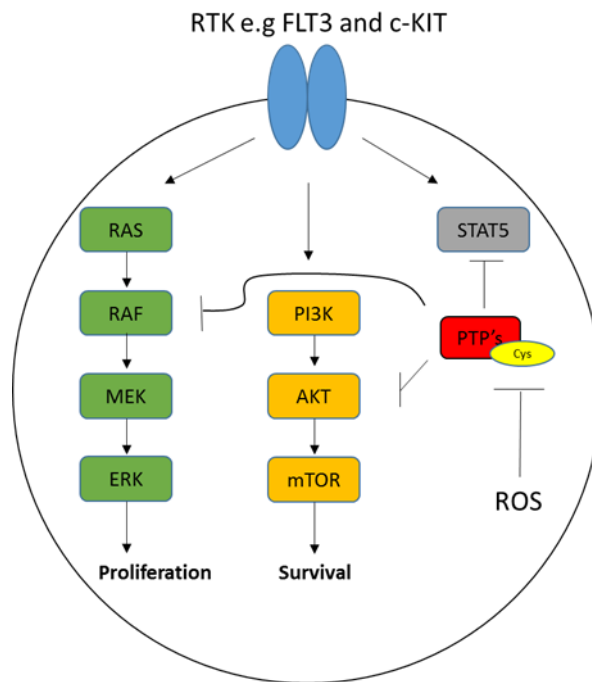 RTK e.g FLT3 and c-KIT
RAS
STAT5
RAF
PI3K
PTP's
Cys
MEK
AKT
ERK
mTOR
ROS
Proliferation
Survival